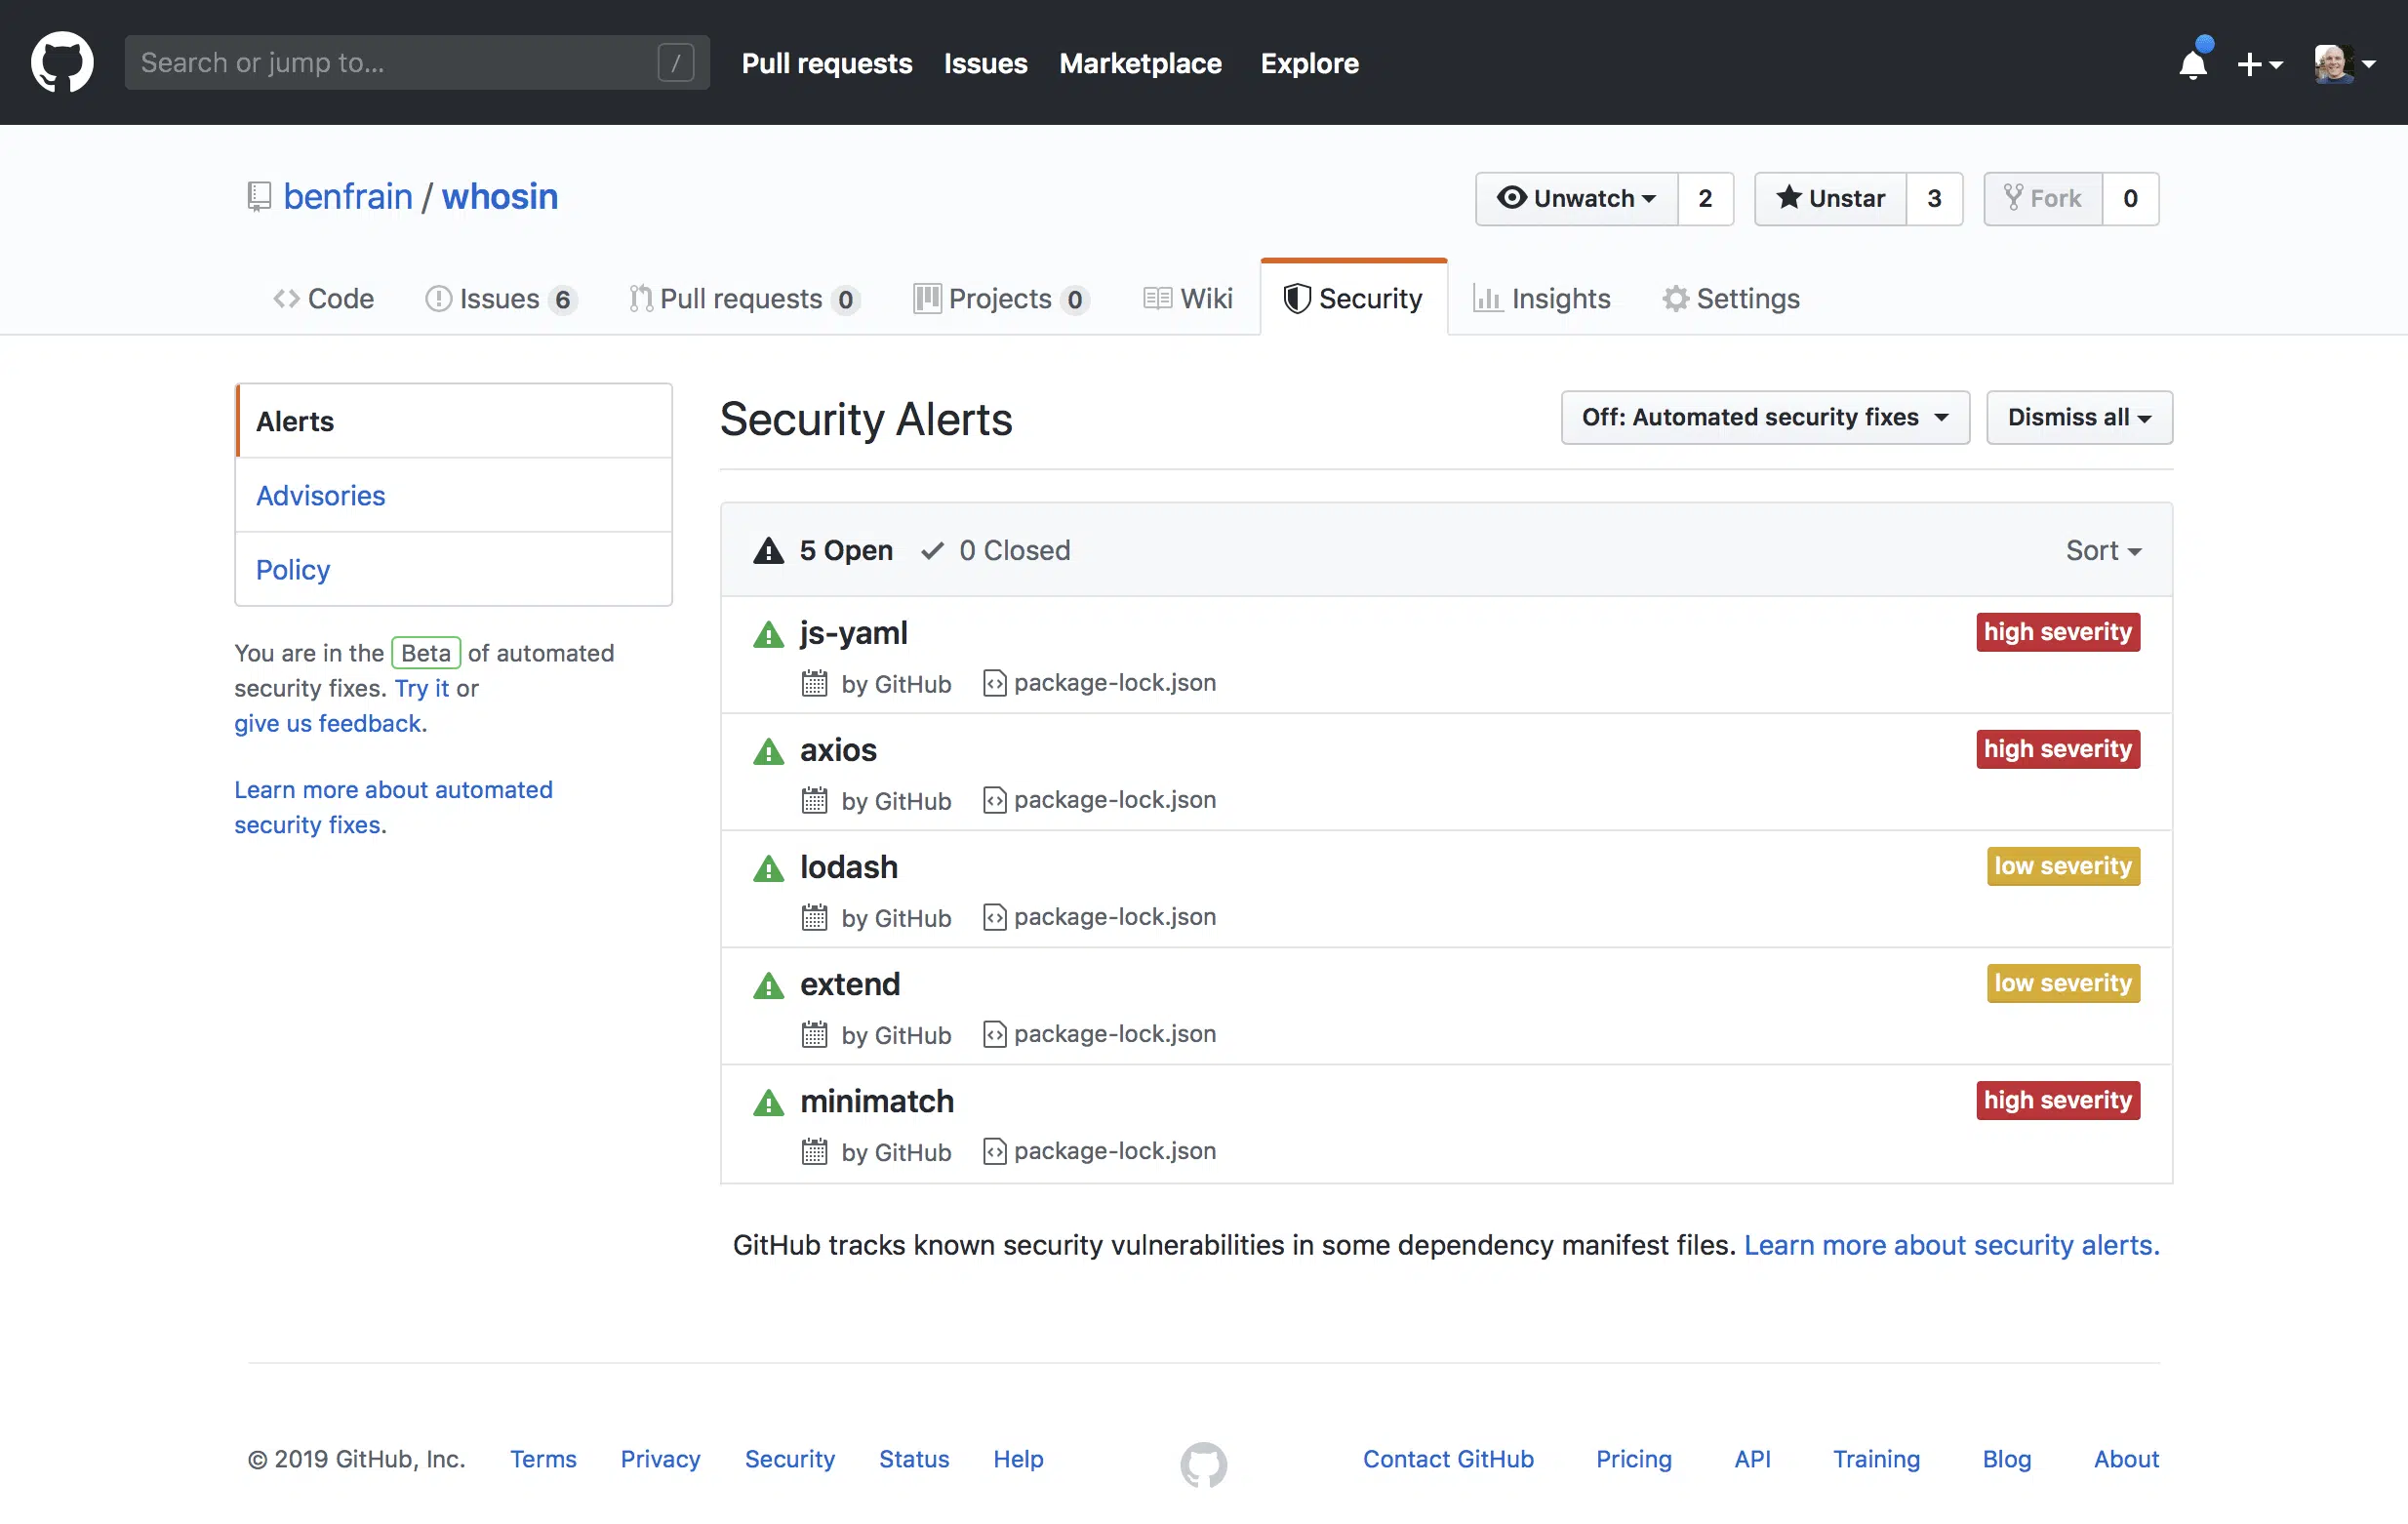 Search or jump to... /
Pull requests Issues Marketplace Explore
benfrain / whosin
Unwatch 2 Unstar 3 Fork 0
Code Issues 6 Pull requests 0 Projects 0 Wiki Security Insights Settings
Alerts
Advisories
Policy
You are in the Beta of automated
security fixes. Try it or
give us feedback.
Learn more about automated
security fixes.
Security Alerts
Off: Automated security fixes Dismiss all
5 Open 0 Closed Sort
js-yaml high severity
by GitHub package-lock.json
axios high severity
by GitHub package-lock.json
lodash low severity
by GitHub package-lock.json
extend low severity
by GitHub package-lock.json
minimatch high severity
by GitHub package-lock.json
GitHub tracks known security vulnerabilities in some dependency manifest files. Learn more about security alerts.
© 2019 GitHub, Inc. Terms Privacy Security Status Help Contact GitHub Pricing API Training Blog About